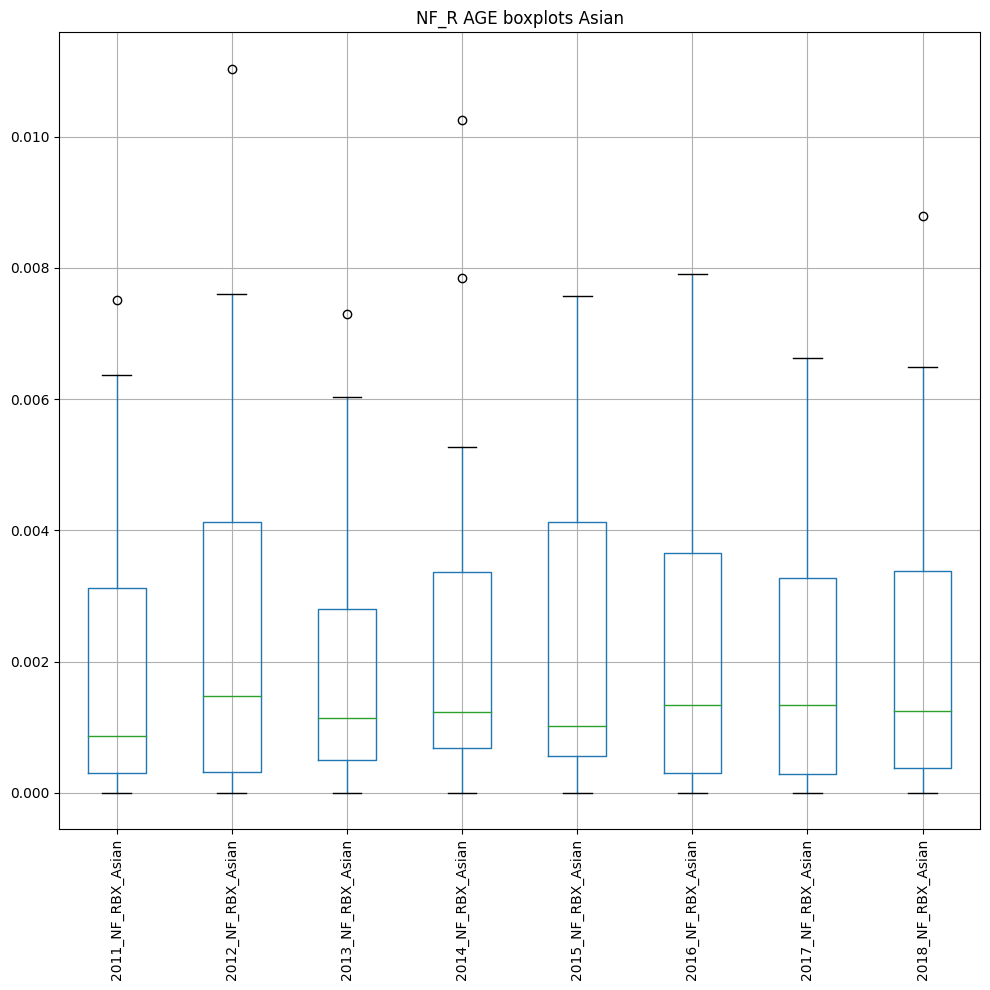 NF_R AGE boxplots Asian
0.010
0.008
0.006
0.004
0.002
0.000
2011_NF_RBX_Asian
2012_NF_RBX_Asian
2013_NF_RBX_Asian
2014_NF_RBX_Asian
2015_NF_RBX_Asian
2016_NF_RBX_Asian
2017_NF_RBX_Asian
2018_NF_RBX_Asian